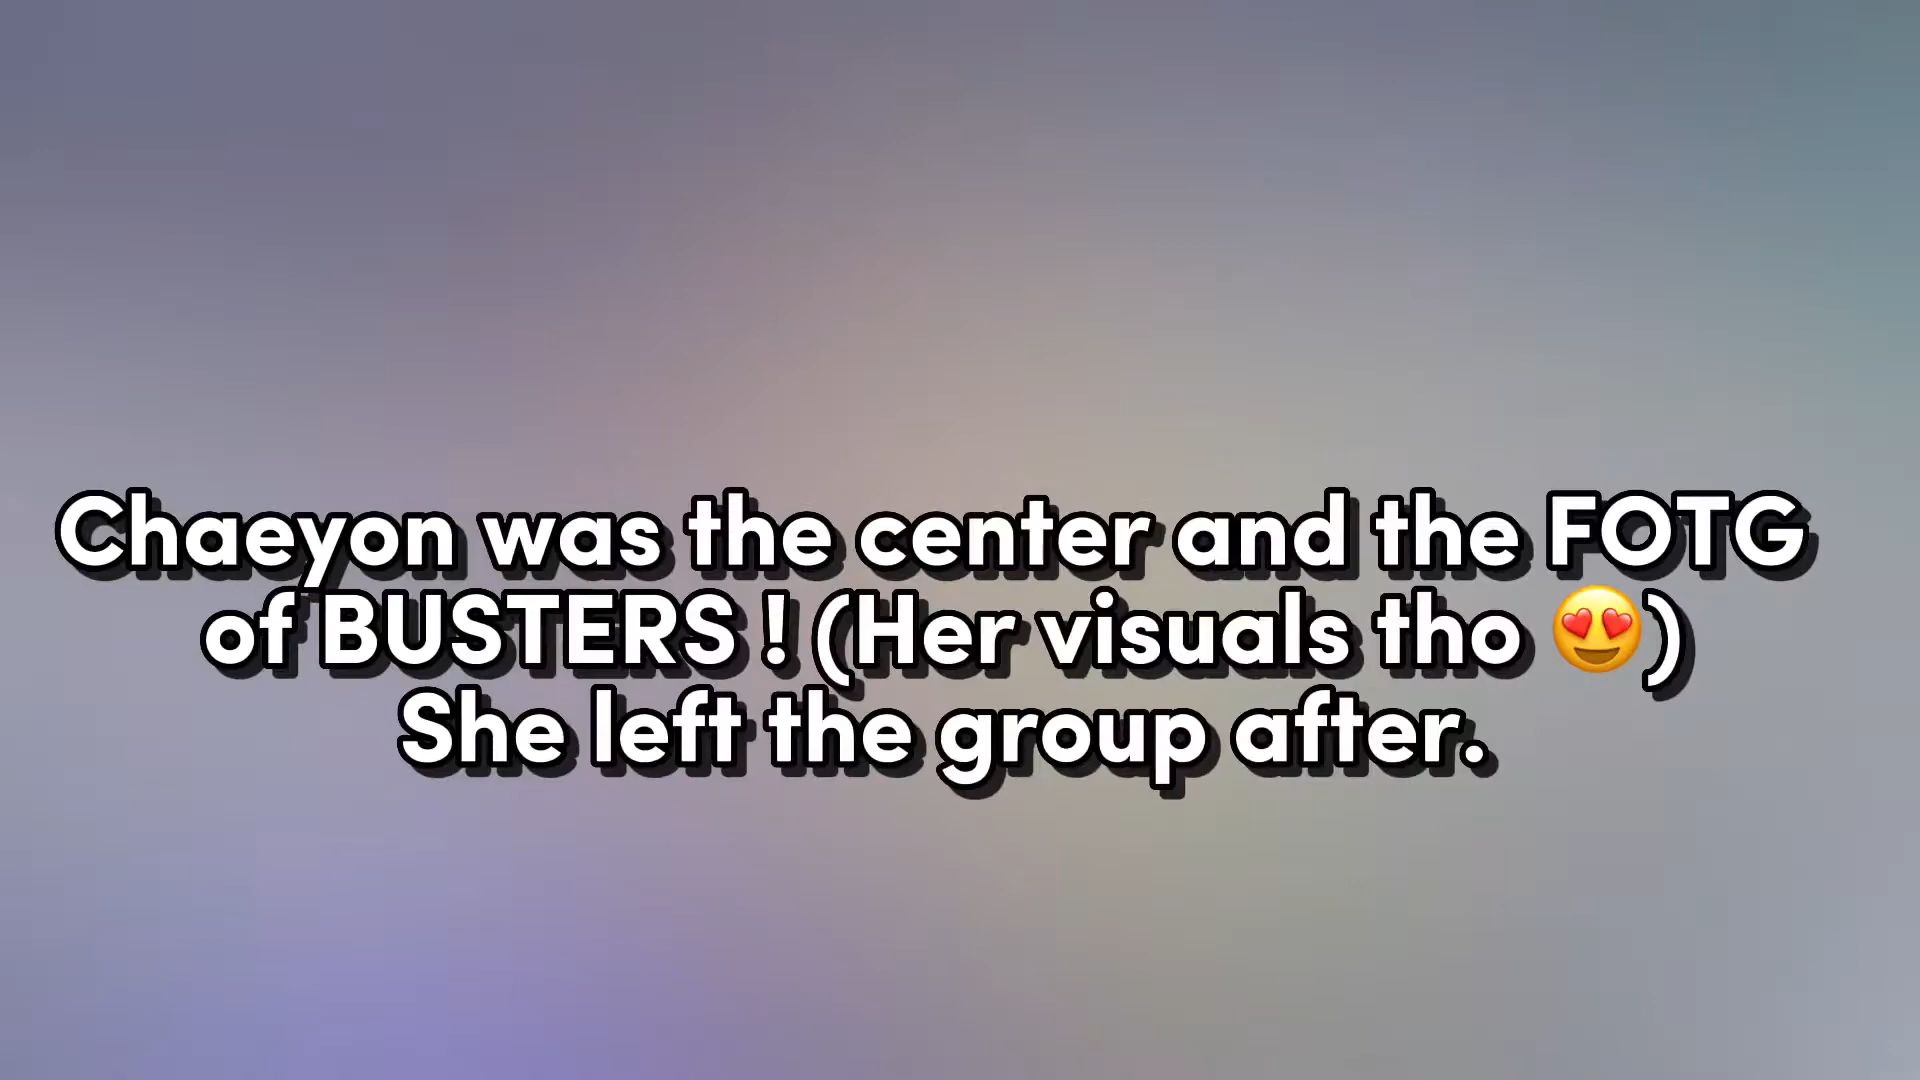 Chaeyon was the center and the FOTG
of BUSTERS ! (Her visuals tho 😍)
She left the group after.